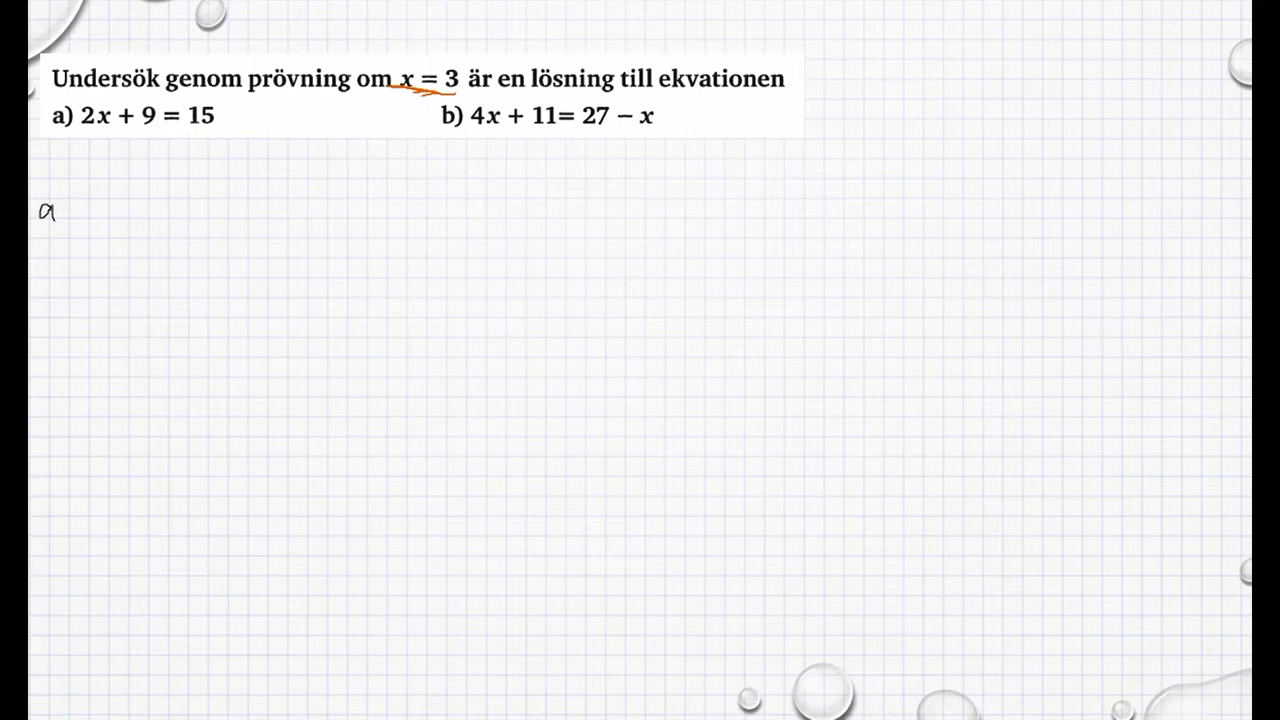 Undersök genom prövning om x = 3 är en lösning till ekvationen
a) 2x + 9 = 15 b) 4x + 11= 27 − x
a